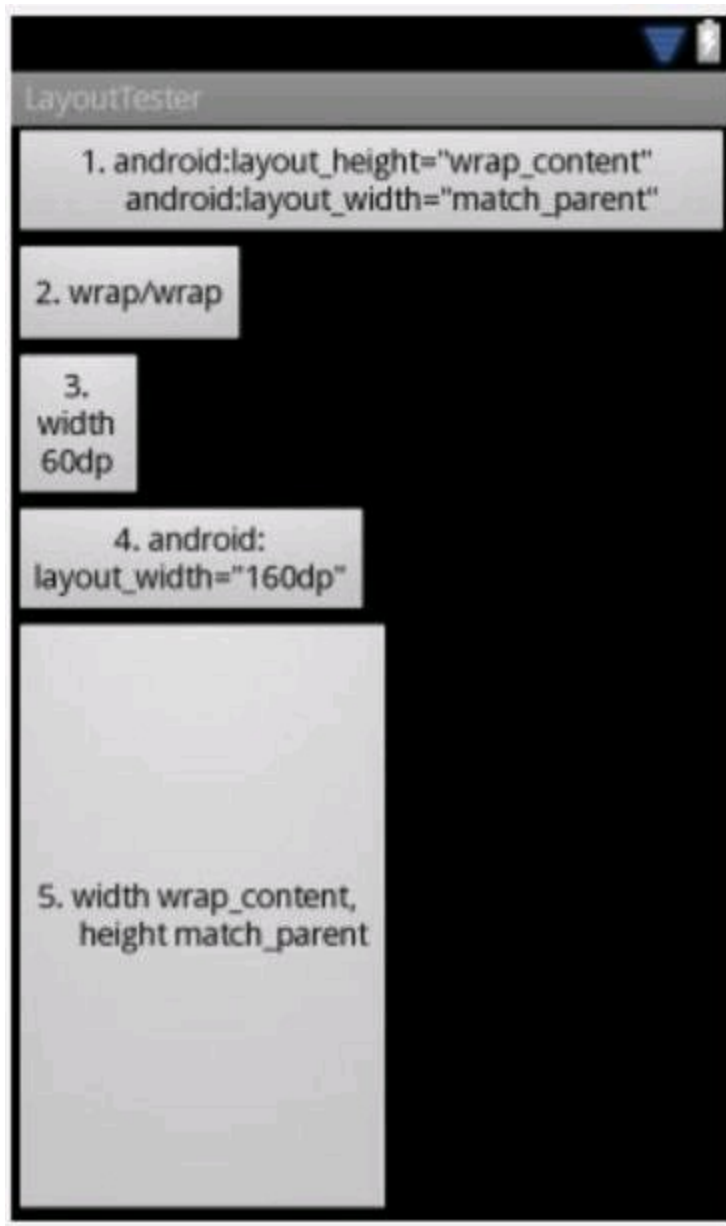 LayoutTester
1. android:layout_height="wrap_content"
android:layout_width="match_parent"
2. wrap/wrap
3.
width
60dp
4. android:
layout_width="160dp"
5. width wrap_content,
height match_parent